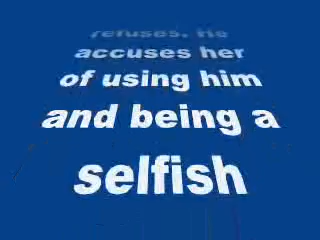 refuses. He
accuses her
of using him
and being a
selfish